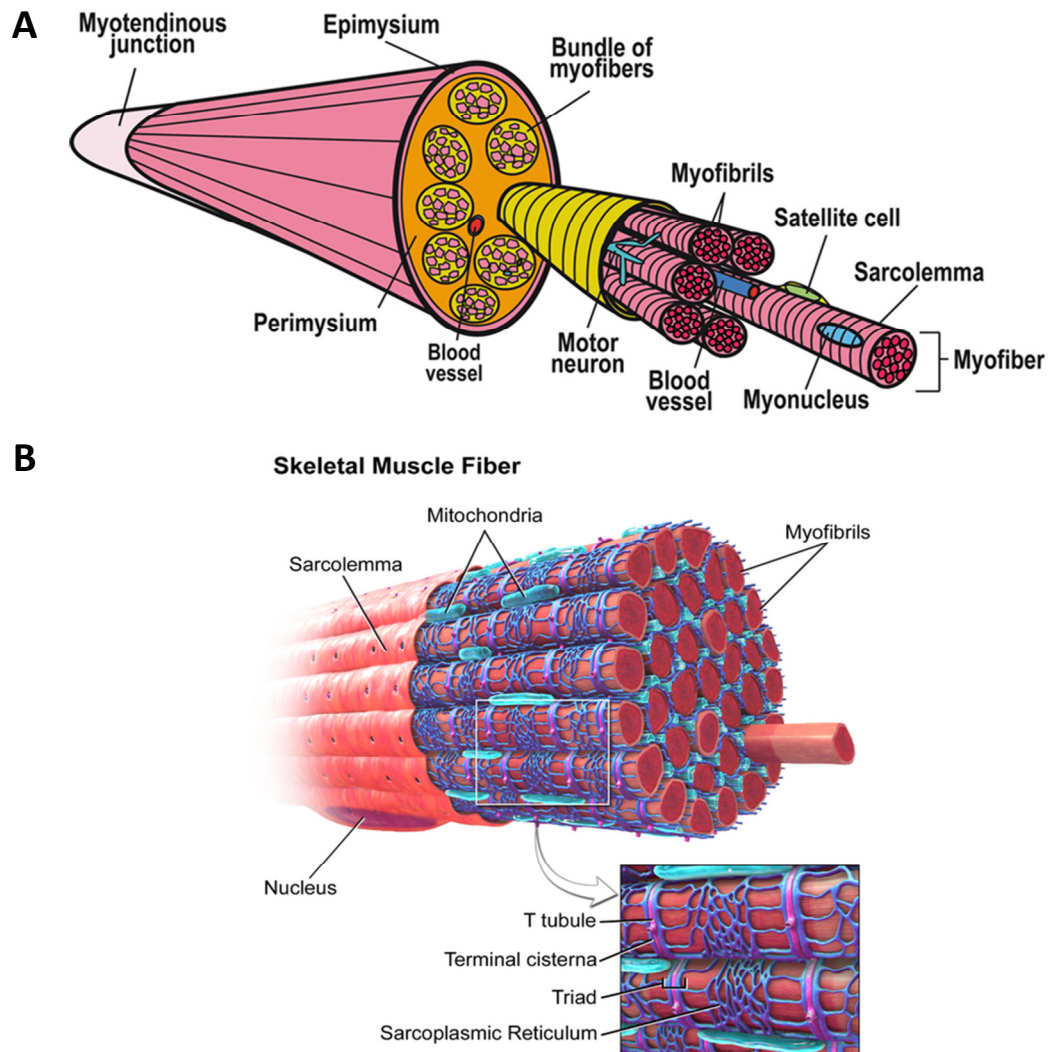 A
Myotendinous
junction
Epimysium
Bundle of
myofibers
Myofibrils
Satellite cell
Sarcolemma
Perimysium
Blood
vessel
Motor
neuron
Blood
vessel
Myonucleus
Myofiber
B
Skeletal Muscle Fiber
Mitochondria
Myofibrils
Sarcolemma
Nucleus
T tubule
Terminal cisterna
Triad
Sarcoplasmic Reticulum